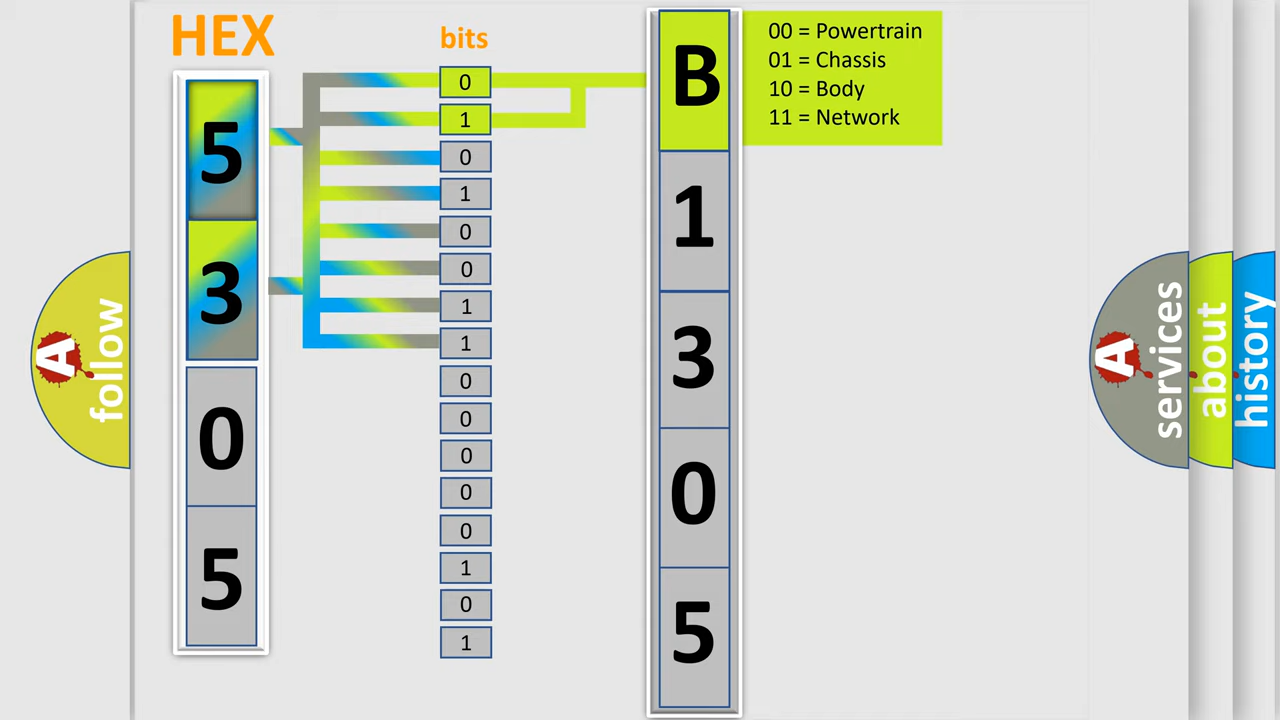 HEX
bits
5
3
0
5
0
1
0
1
0
0
1
1
0
0
0
0
0
1
0
1
B
1
3
0
5
00 = Powertrain
01 = Chassis
10 = Body
11 = Network
A
follow
A
services
about
history